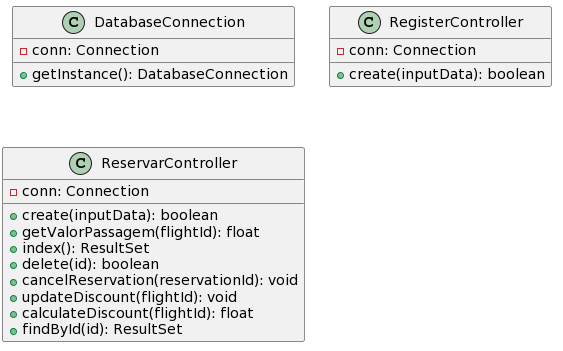 C DatabaseConnection
conn: Connection
getInstance(): DatabaseConnection
C RegisterController
conn: Connection
create(inputData): boolean
C ReservarController
conn: Connection
create(inputData): boolean
getValorPassagem(flightId): float
index(): ResultSet
delete(id): boolean
cancelReservation(reservationId): void
updateDiscount(flightId): void
calculateDiscount(flightId): float
findById(id): ResultSet